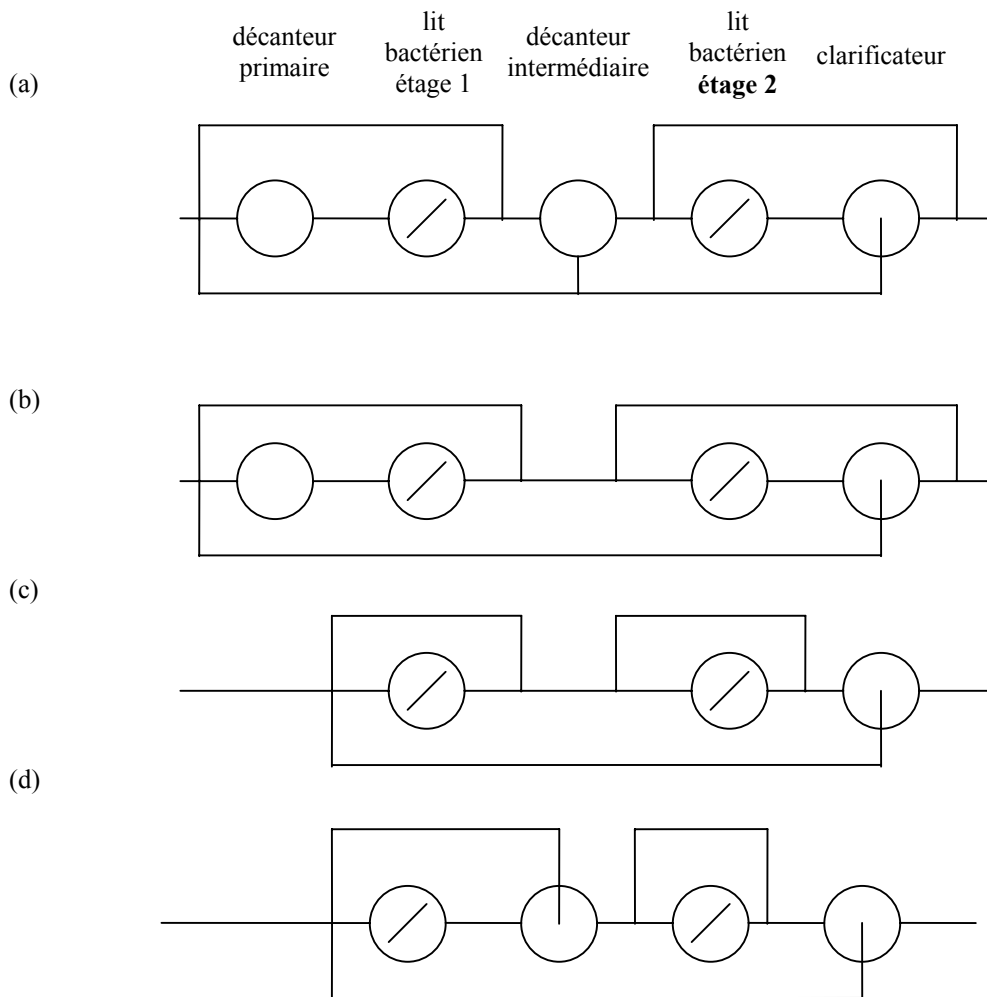 décanteur
primaire
lit
bactérien
étage 1
décanteur
intermédiaire
lit
bactérien
étage 2
clarificateur
(a)
(b)
(c)
(d)